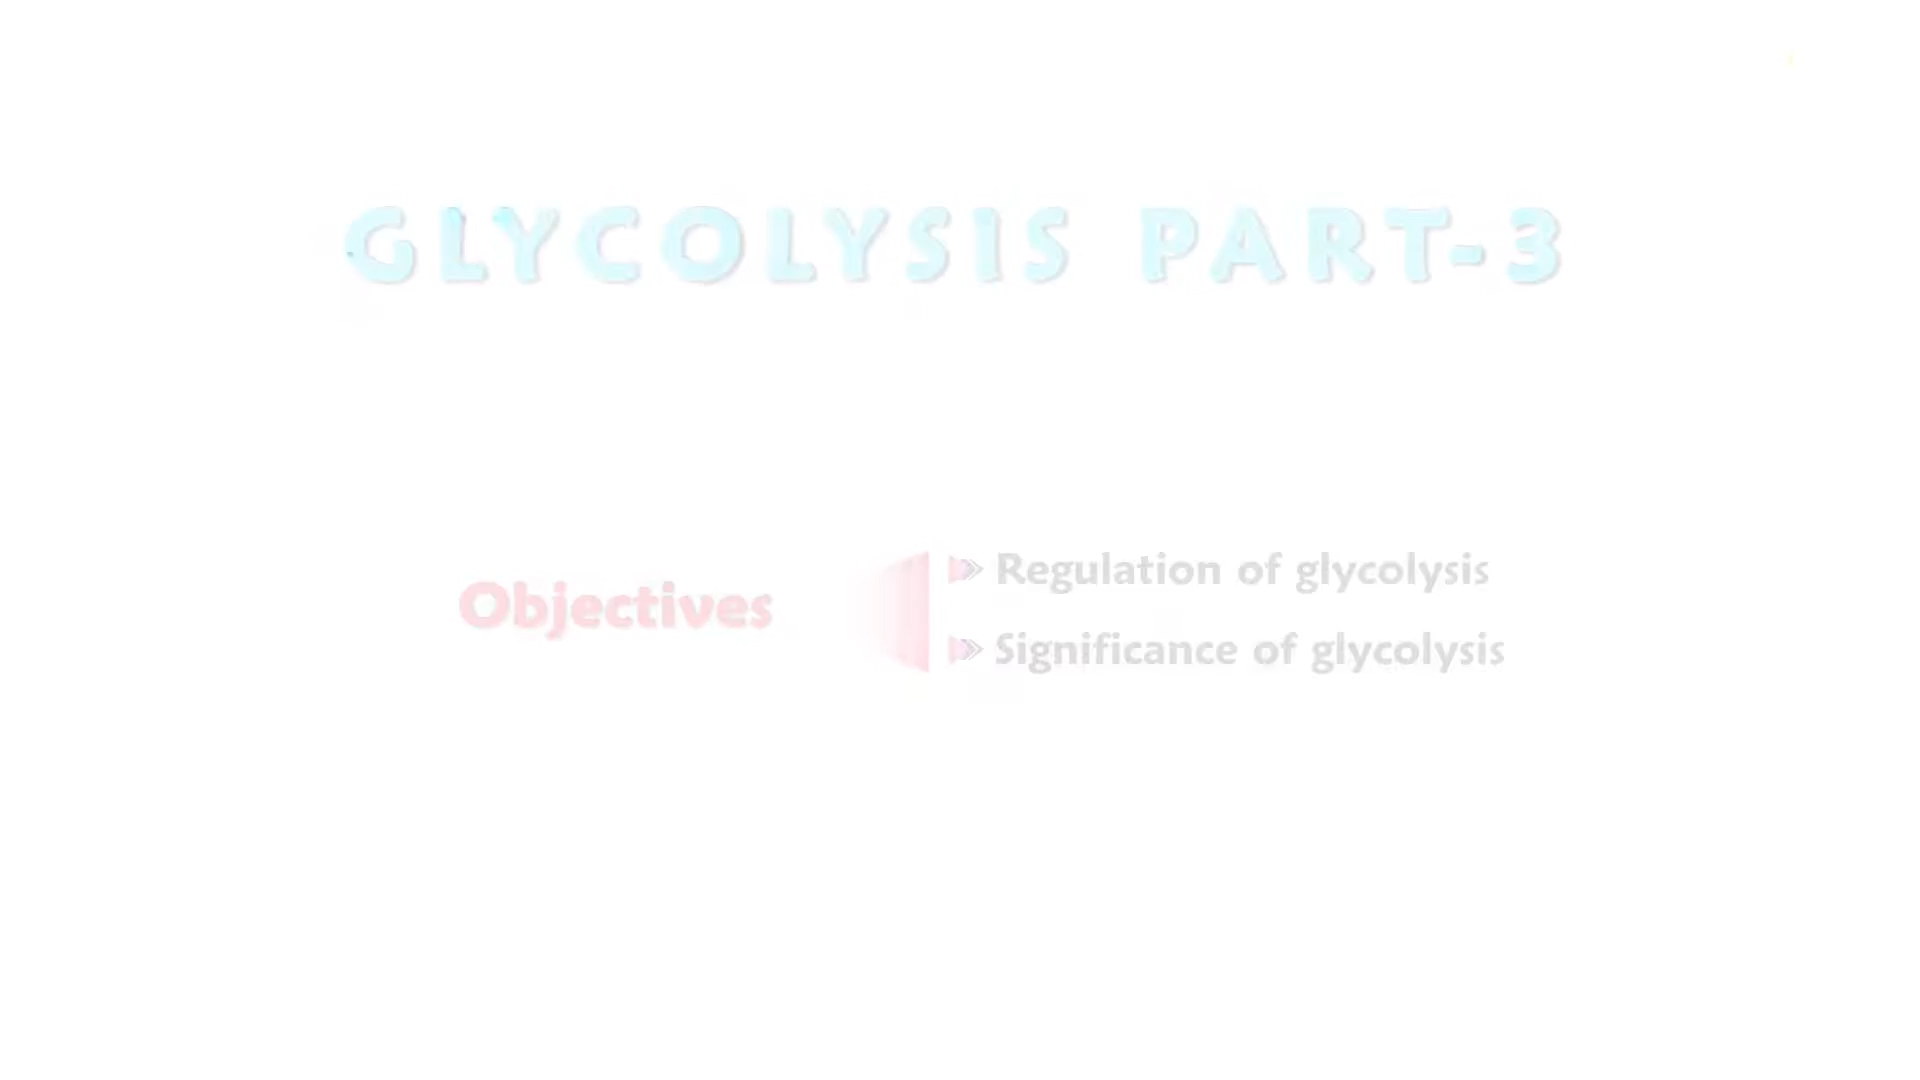 GLYCOLYSIS PART-3
Objectives
Regulation of glycolysis
Significance of glycolysis